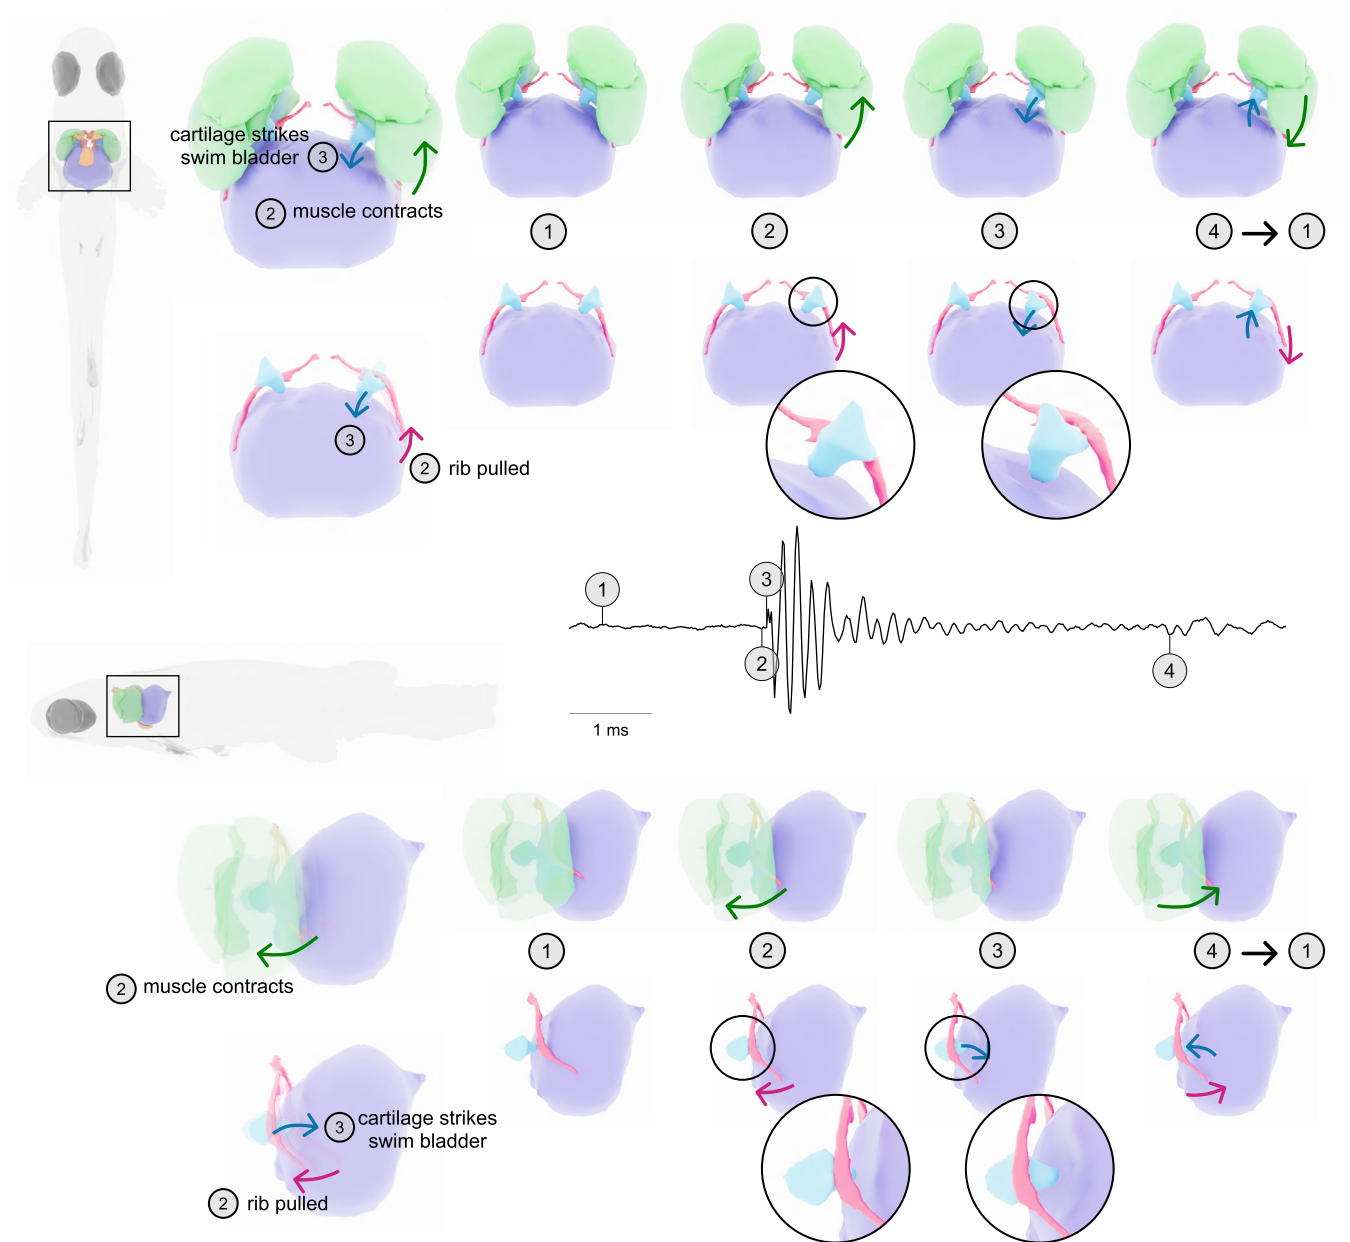 cartilage strikes
swim bladder 3
2 muscle contracts
1
2
3
4 → 1
3
2 rib pulled
1
3
2
4
1 ms
2 muscle contracts
1
2
3
4 → 1
3 cartilage strikes
swim bladder
2 rib pulled